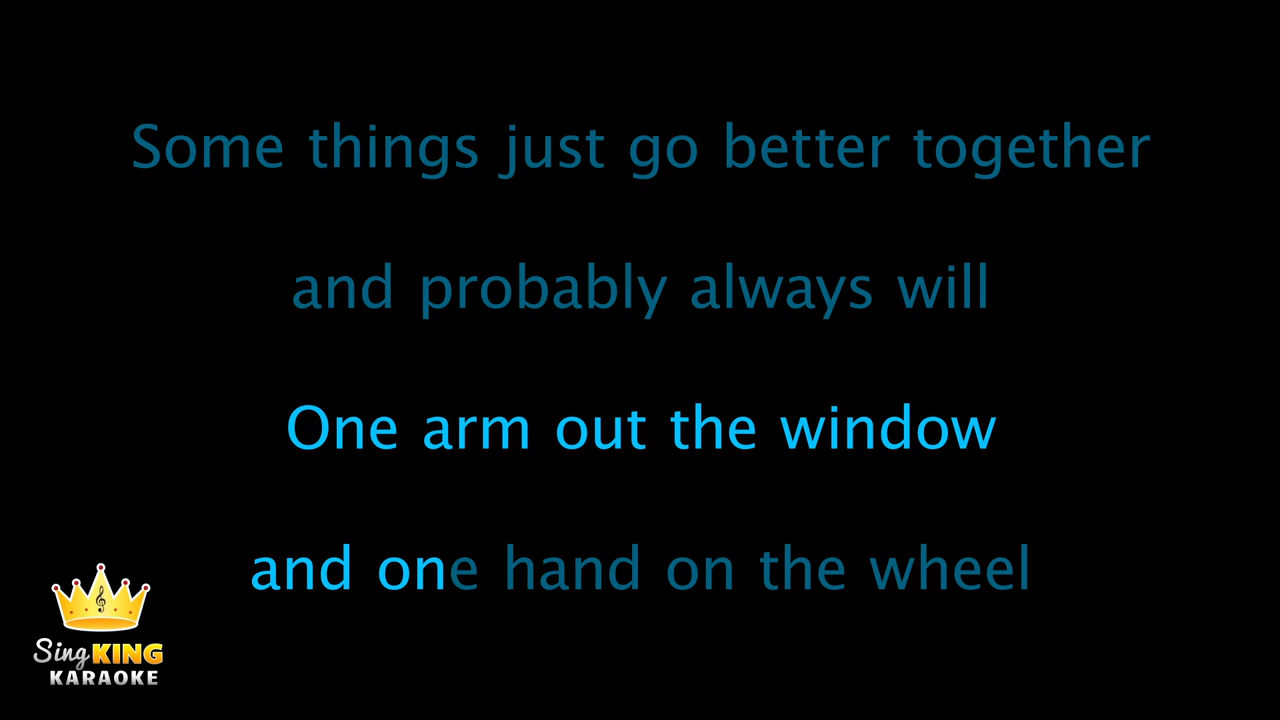 Some things just go better together
and probably always will
One arm out the window
and one hand on the wheel
Sing KING
KARAOKE